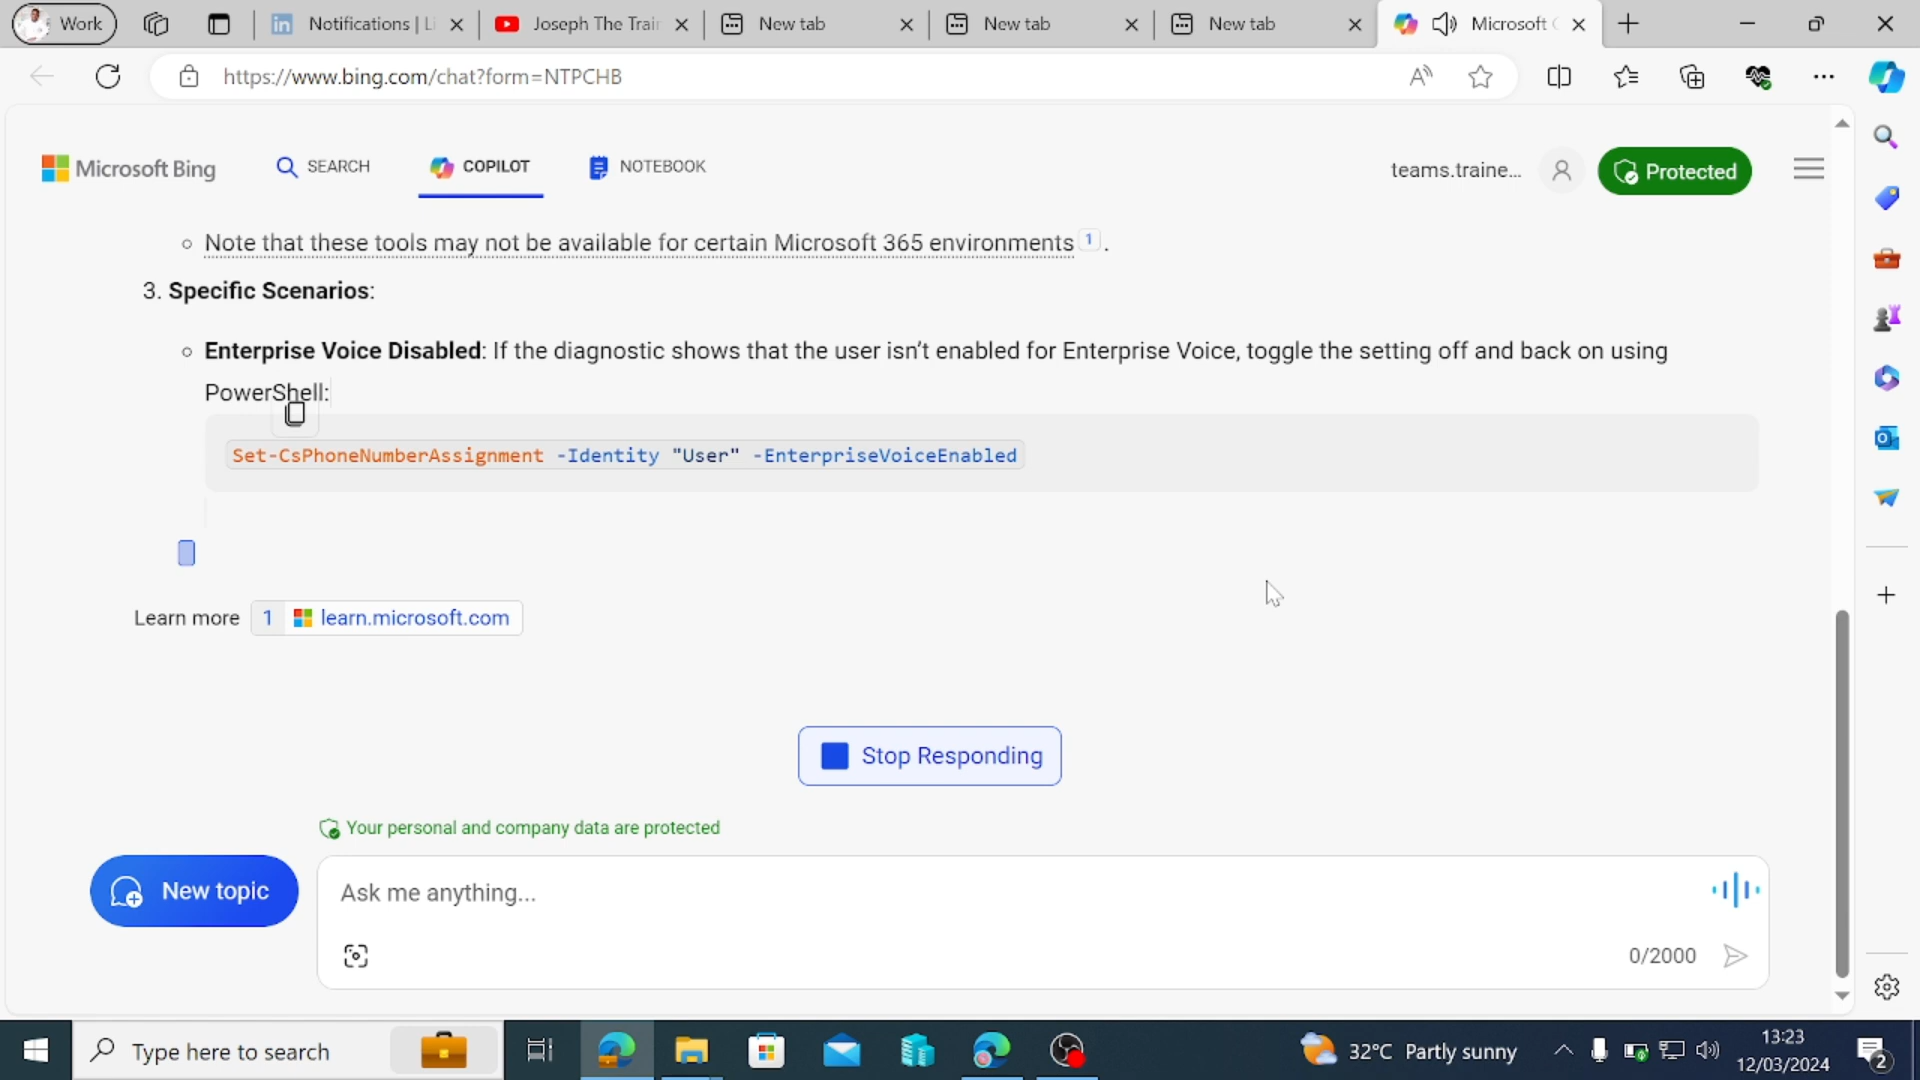 Work
Notifications | Li
Joseph The Train
New tab
New tab
New tab
Microsoft C
https://www.bing.com/chat?form=NTPCHB
Microsoft Bing
SEARCH
COPILOT
NOTEBOOK
teams.traine...
Protected
Note that these tools may not be available for certain Microsoft 365 environments 1 .
3. Specific Scenarios:
Enterprise Voice Disabled: If the diagnostic shows that the user isn’t enabled for Enterprise Voice, toggle the setting off and back on using
PowerShell:
Set-CsPhoneNumberAssignment -Identity "User" -EnterpriseVoiceEnabled
Learn more 1 learn.microsoft.com
Stop Responding
Your personal and company data are protected
New topic
Ask me anything...
0/2000
Type here to search
32°C Partly sunny
13:23
12/03/2024
2